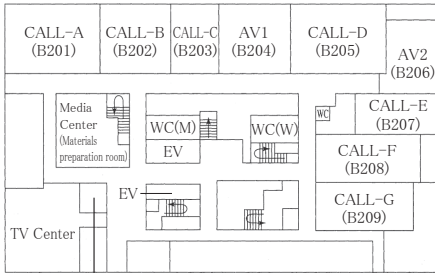 CALL-A
(B201)
CALL-B
(B202)
CALL-C
(B203)
AV1
(B204)
CALL-D
(B205)
AV2
(B206)
Media
Center
(Materials
preparation room)
WC(M)
EV
WC(W)
WC
CALL-E
(B207)
CALL-F
(B208)
EV
CALL-G
(B209)
TV Center